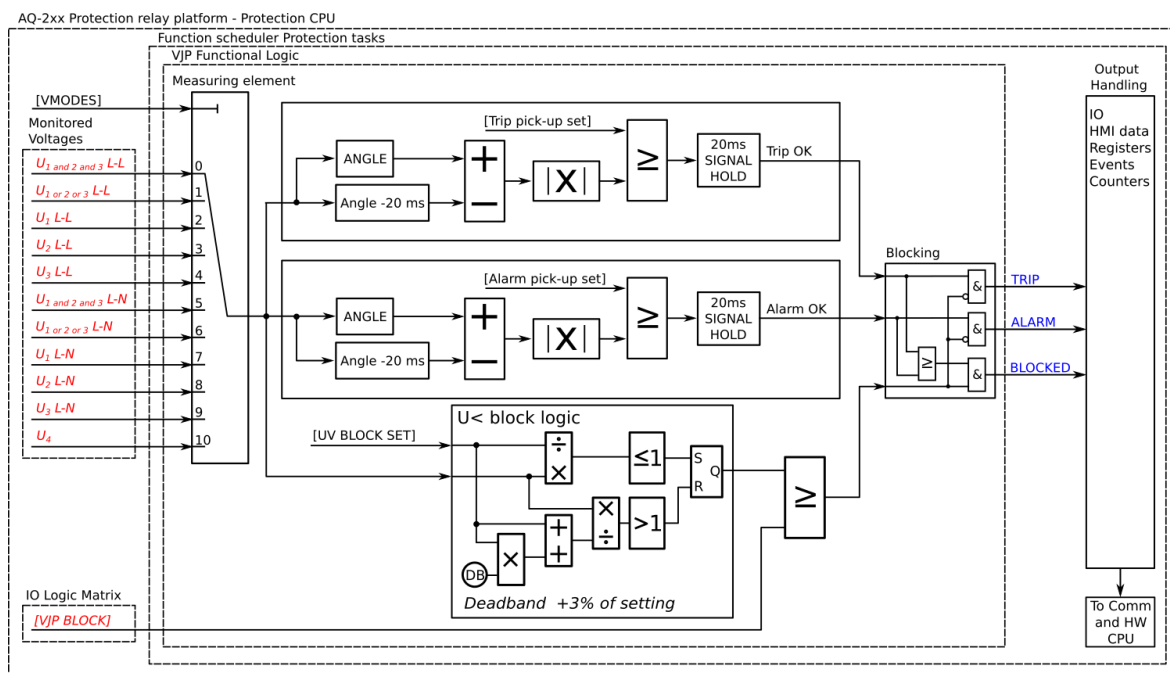 AQ-2xx Protection relay platform - Protection CPU
Function scheduler Protection tasks
VJP Functional Logic
Measuring element
[VMODES]
Monitored
Voltages
U1 and 2 and 3 L-L
U1 or 2 or 3 L-L
U1 L-L
U2 L-L
U3 L-L
U1 and 2 and 3 L-N
U1 or 2 or 3 L-N
U1 L-N
U2 L-N
U3 L-N
U4
0
1
2
3
4
5
6
7
8
9
10
[Trip pick-up set]
ANGLE
Angle -20 ms
+
−
|X|
≥
20ms
SIGNAL
HOLD
Trip OK
[Alarm pick-up set]
ANGLE
Angle -20 ms
+
−
|X|
≥
20ms
SIGNAL
HOLD
Alarm OK
U< block logic
[UV BLOCK SET]
÷
×
≤1
S
Q
R
×
÷
>1
+
+
×
DB
Deadband +3% of setting
≥
Blocking
&
&
≥
&
TRIP
ALARM
BLOCKED
Output
Handling
IO
HMI data
Registers
Events
Counters
To Comm
and HW
CPU
IO Logic Matrix
[VJP BLOCK]